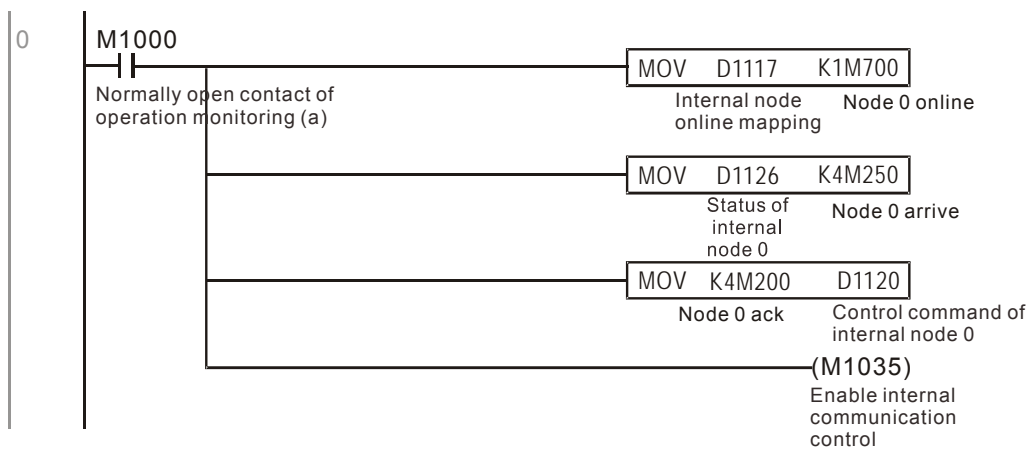 0
M1000
Normally open contact of
operation monitoring (a)
MOV D1117 K1M700
Internal node
online mapping
Node 0 online
MOV D1126 K4M250
Status of
internal
node 0
Node 0 arrive
MOV K4M200 D1120
Node 0 ack
Control command of
internal node 0
(M1035)
Enable internal
communication
control